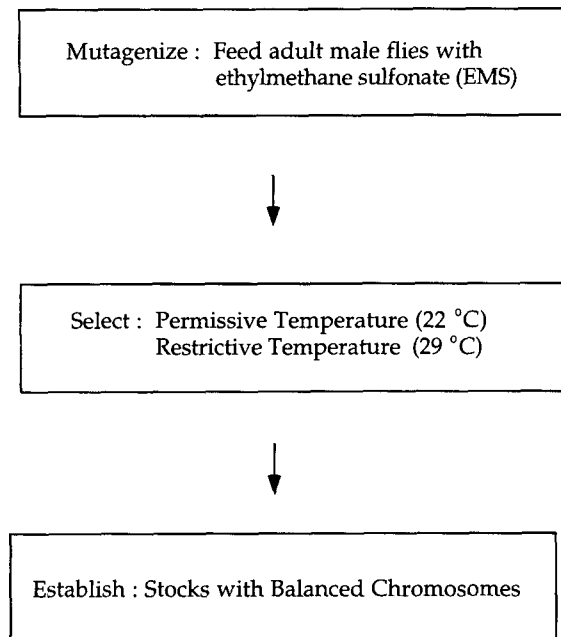 Mutagenize : Feed adult male flies with
ethylmethane sulfonate (EMS)
Select : Permissive Temperature (22 °C)
Restrictive Temperature (29 °C)
Establish : Stocks with Balanced Chromosomes